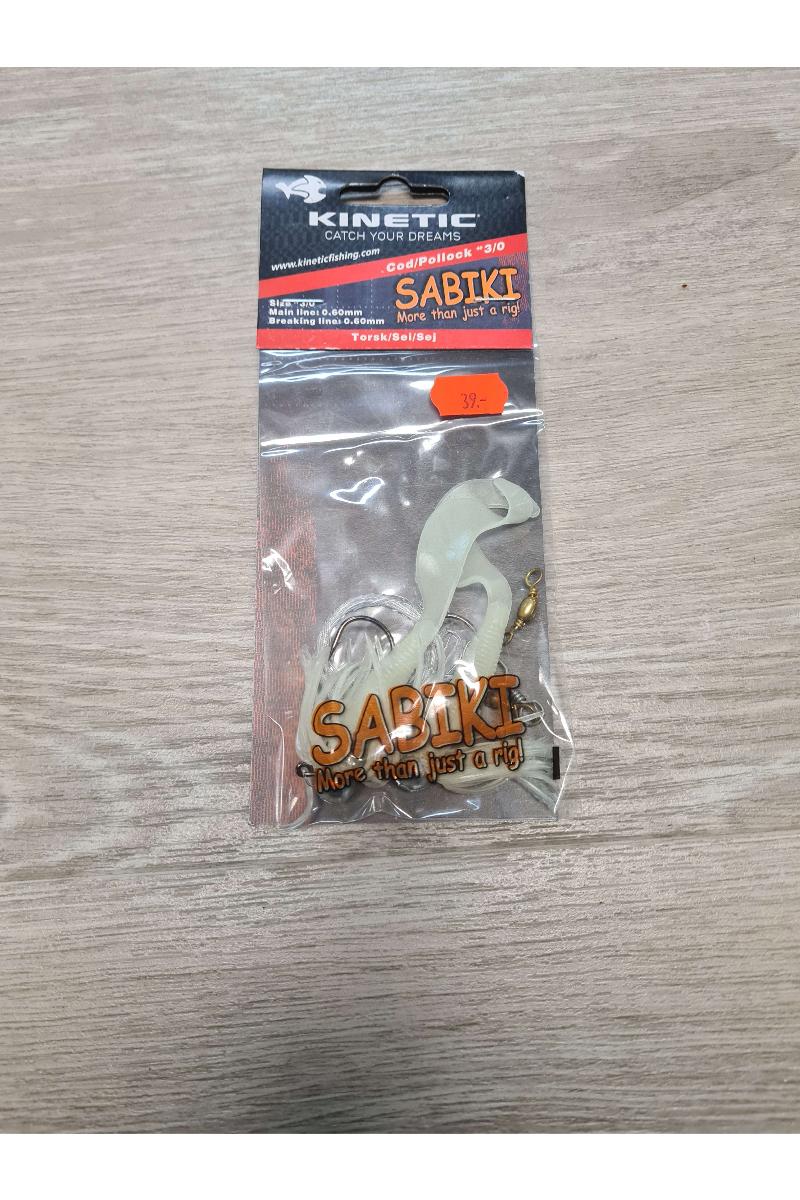 KINETIC
CATCH YOUR DREAMS
www.kineticfishing.com
Cod/Pollock #3/0
SABIKI
More than just a rig!
Size #3/0
Main line: 0.60mm
Breaking line: 0.60mm
Torsk/Sei/Sej
39.-
SABIKI
More than just a rig!